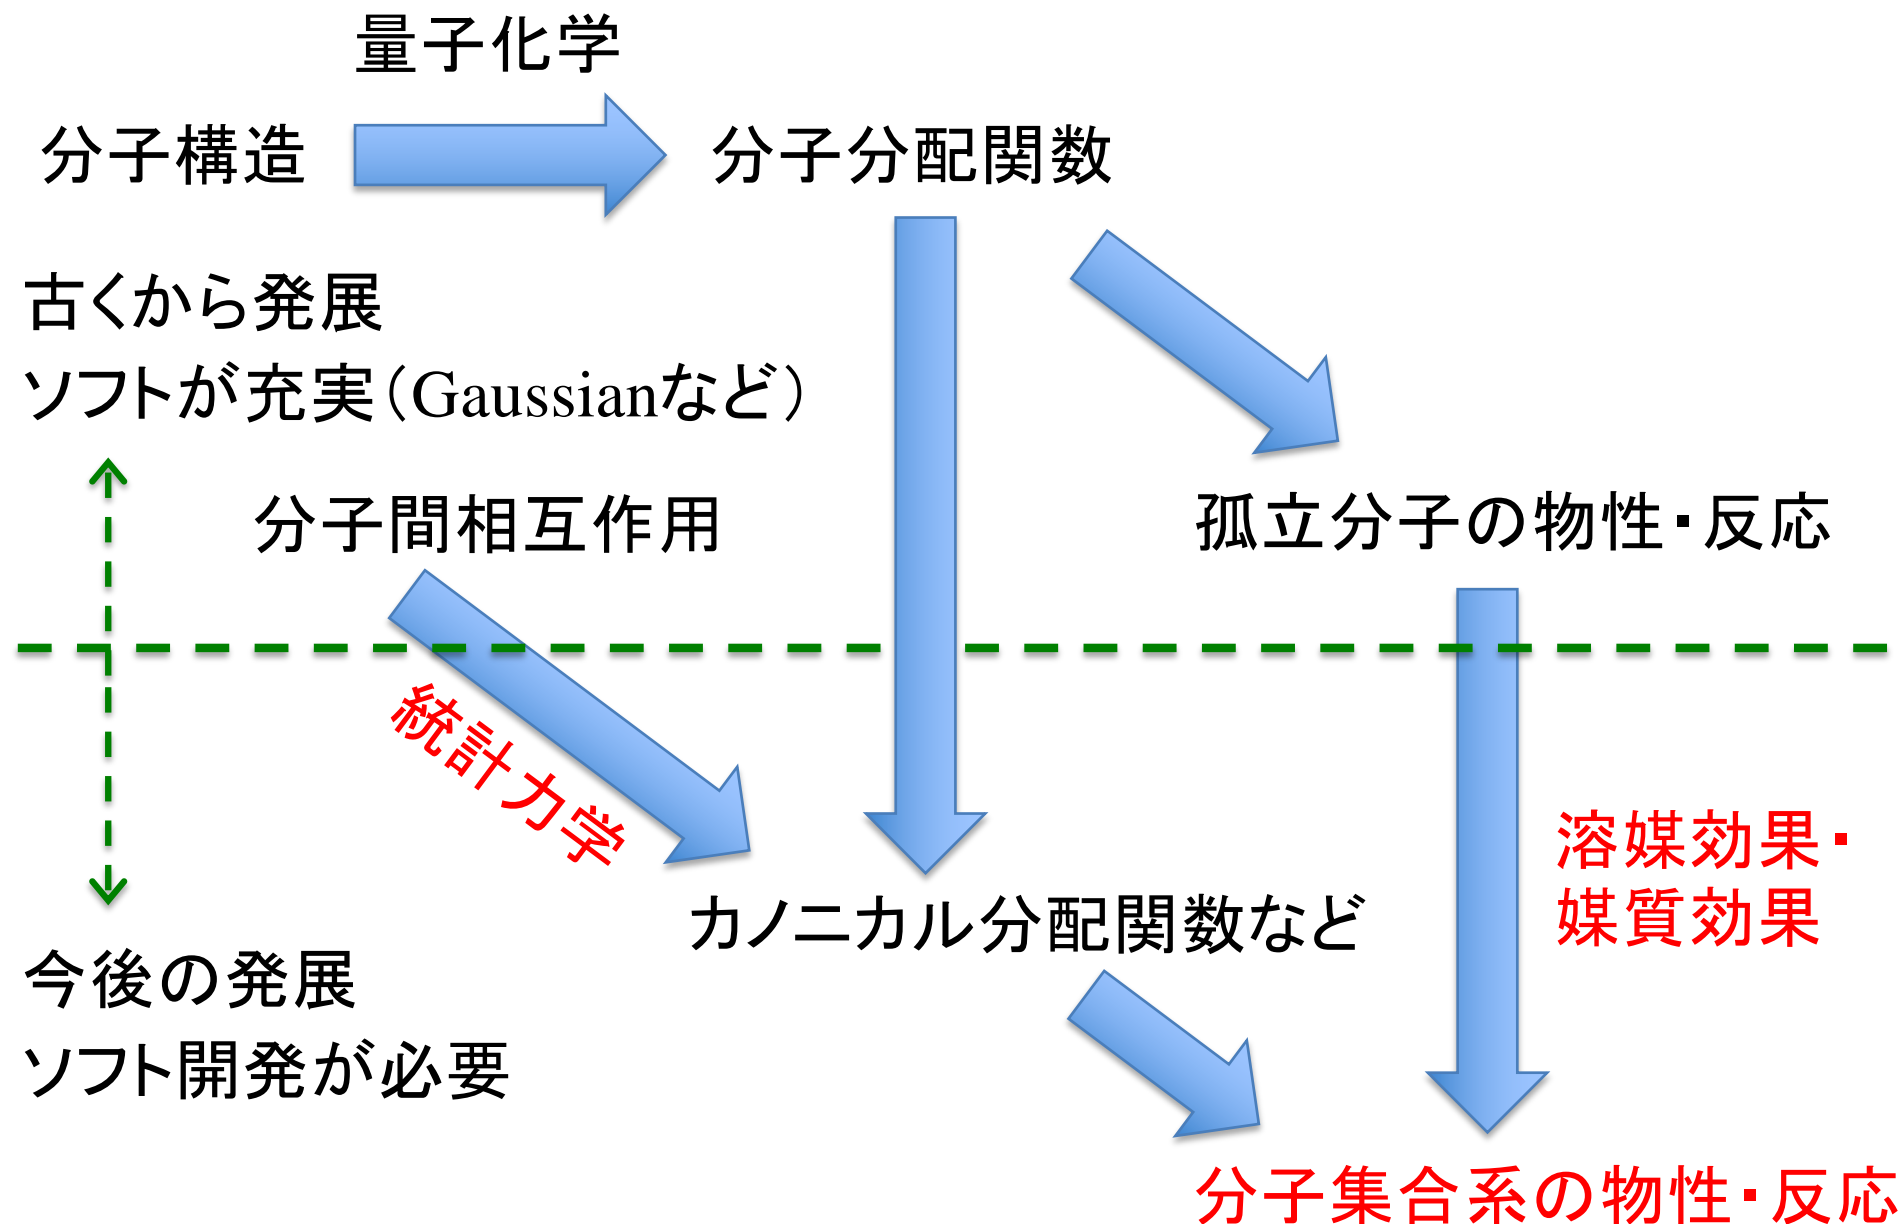 量子化学
分子構造
分子分配関数
古くから発展
ソフトが充実（Gaussianなど）
分子間相互作用
孤立分子の物性・反応
統計力学
溶媒効果・
媒質効果
カノニカル分配関数など
今後の発展
ソフト開発が必要
分子集合系の物性・反応